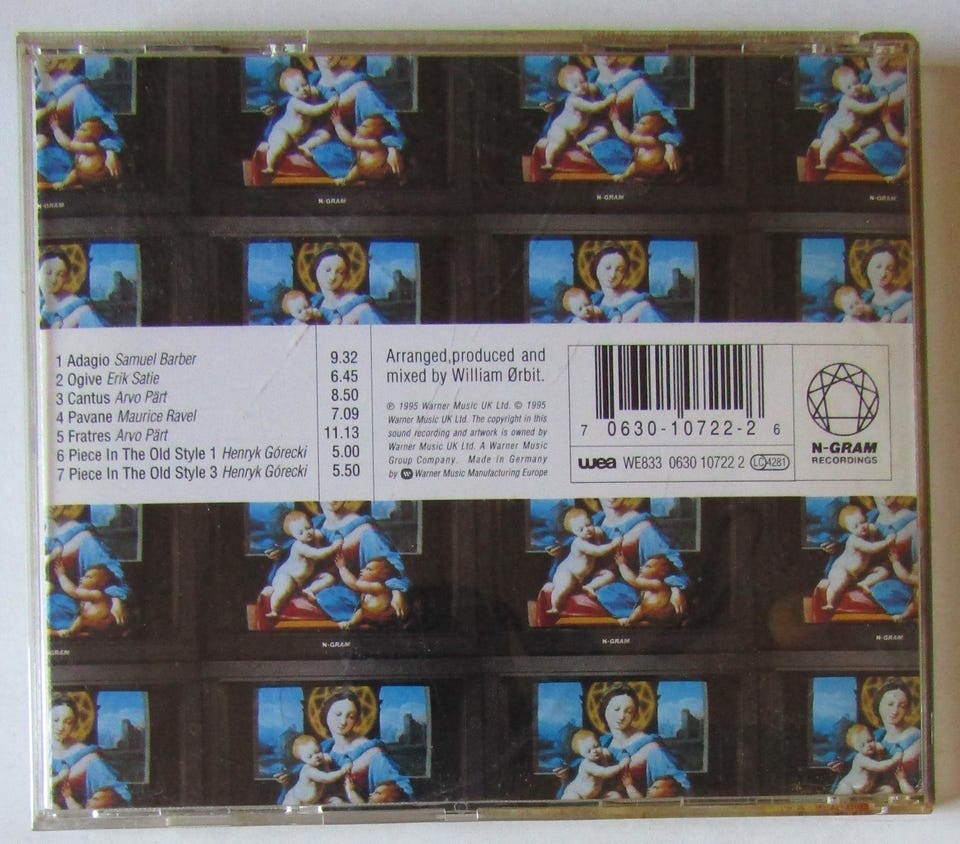 N-GRAM
N-GRAM
N-GRAM
N-GRAM
1 Adagio Samuel Barber 9.32
2 Ogive Erik Satie 6.45
3 Cantus Arvo Pärt 8.50
4 Pavane Maurice Ravel 7.09
5 Fratres Arvo Pärt 11.13
6 Piece In The Old Style 1 Henryk Górecki 5.00
7 Piece In The Old Style 3 Henryk Górecki 5.50
Arranged,produced and
mixed by William Ørbit.
℗ 1995 Warner Music UK Ltd. © 1995
Warner Music UK Ltd. The copyright in this
sound recording and artwork is owned by
Warner Music UK Ltd. A Warner Music
Group Company. Made in Germany
by Warner Music Manufacturing Europe
7 0630-10722-2 6
wea WE833 0630 10722 2 LC 4281
N-GRAM
RECORDINGS
GRAM
N-GRAM
N-GRAM
N-GRAM